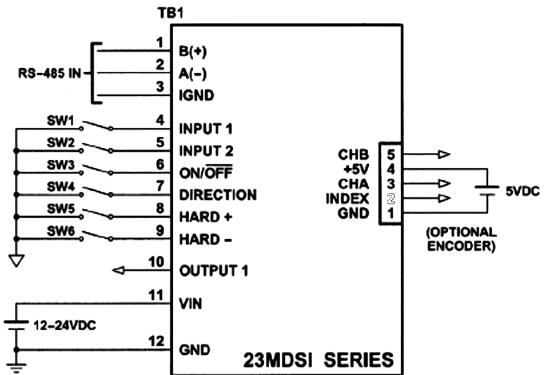 TB1
1 B(+)
RS-485 IN 2 A(-)
3 IGND
SW1 4 INPUT 1
SW2 5 INPUT 2
SW3 6 ON/OFF
SW4 7 DIRECTION
SW5 8 HARD +
SW6 9 HARD -
10 OUTPUT 1
11 VIN
12-24VDC
12 GND
CHB 5
+5V 4
CHA 3
INDEX 2
GND 1
5VDC
(OPTIONAL
ENCODER)
23MDSI SERIES